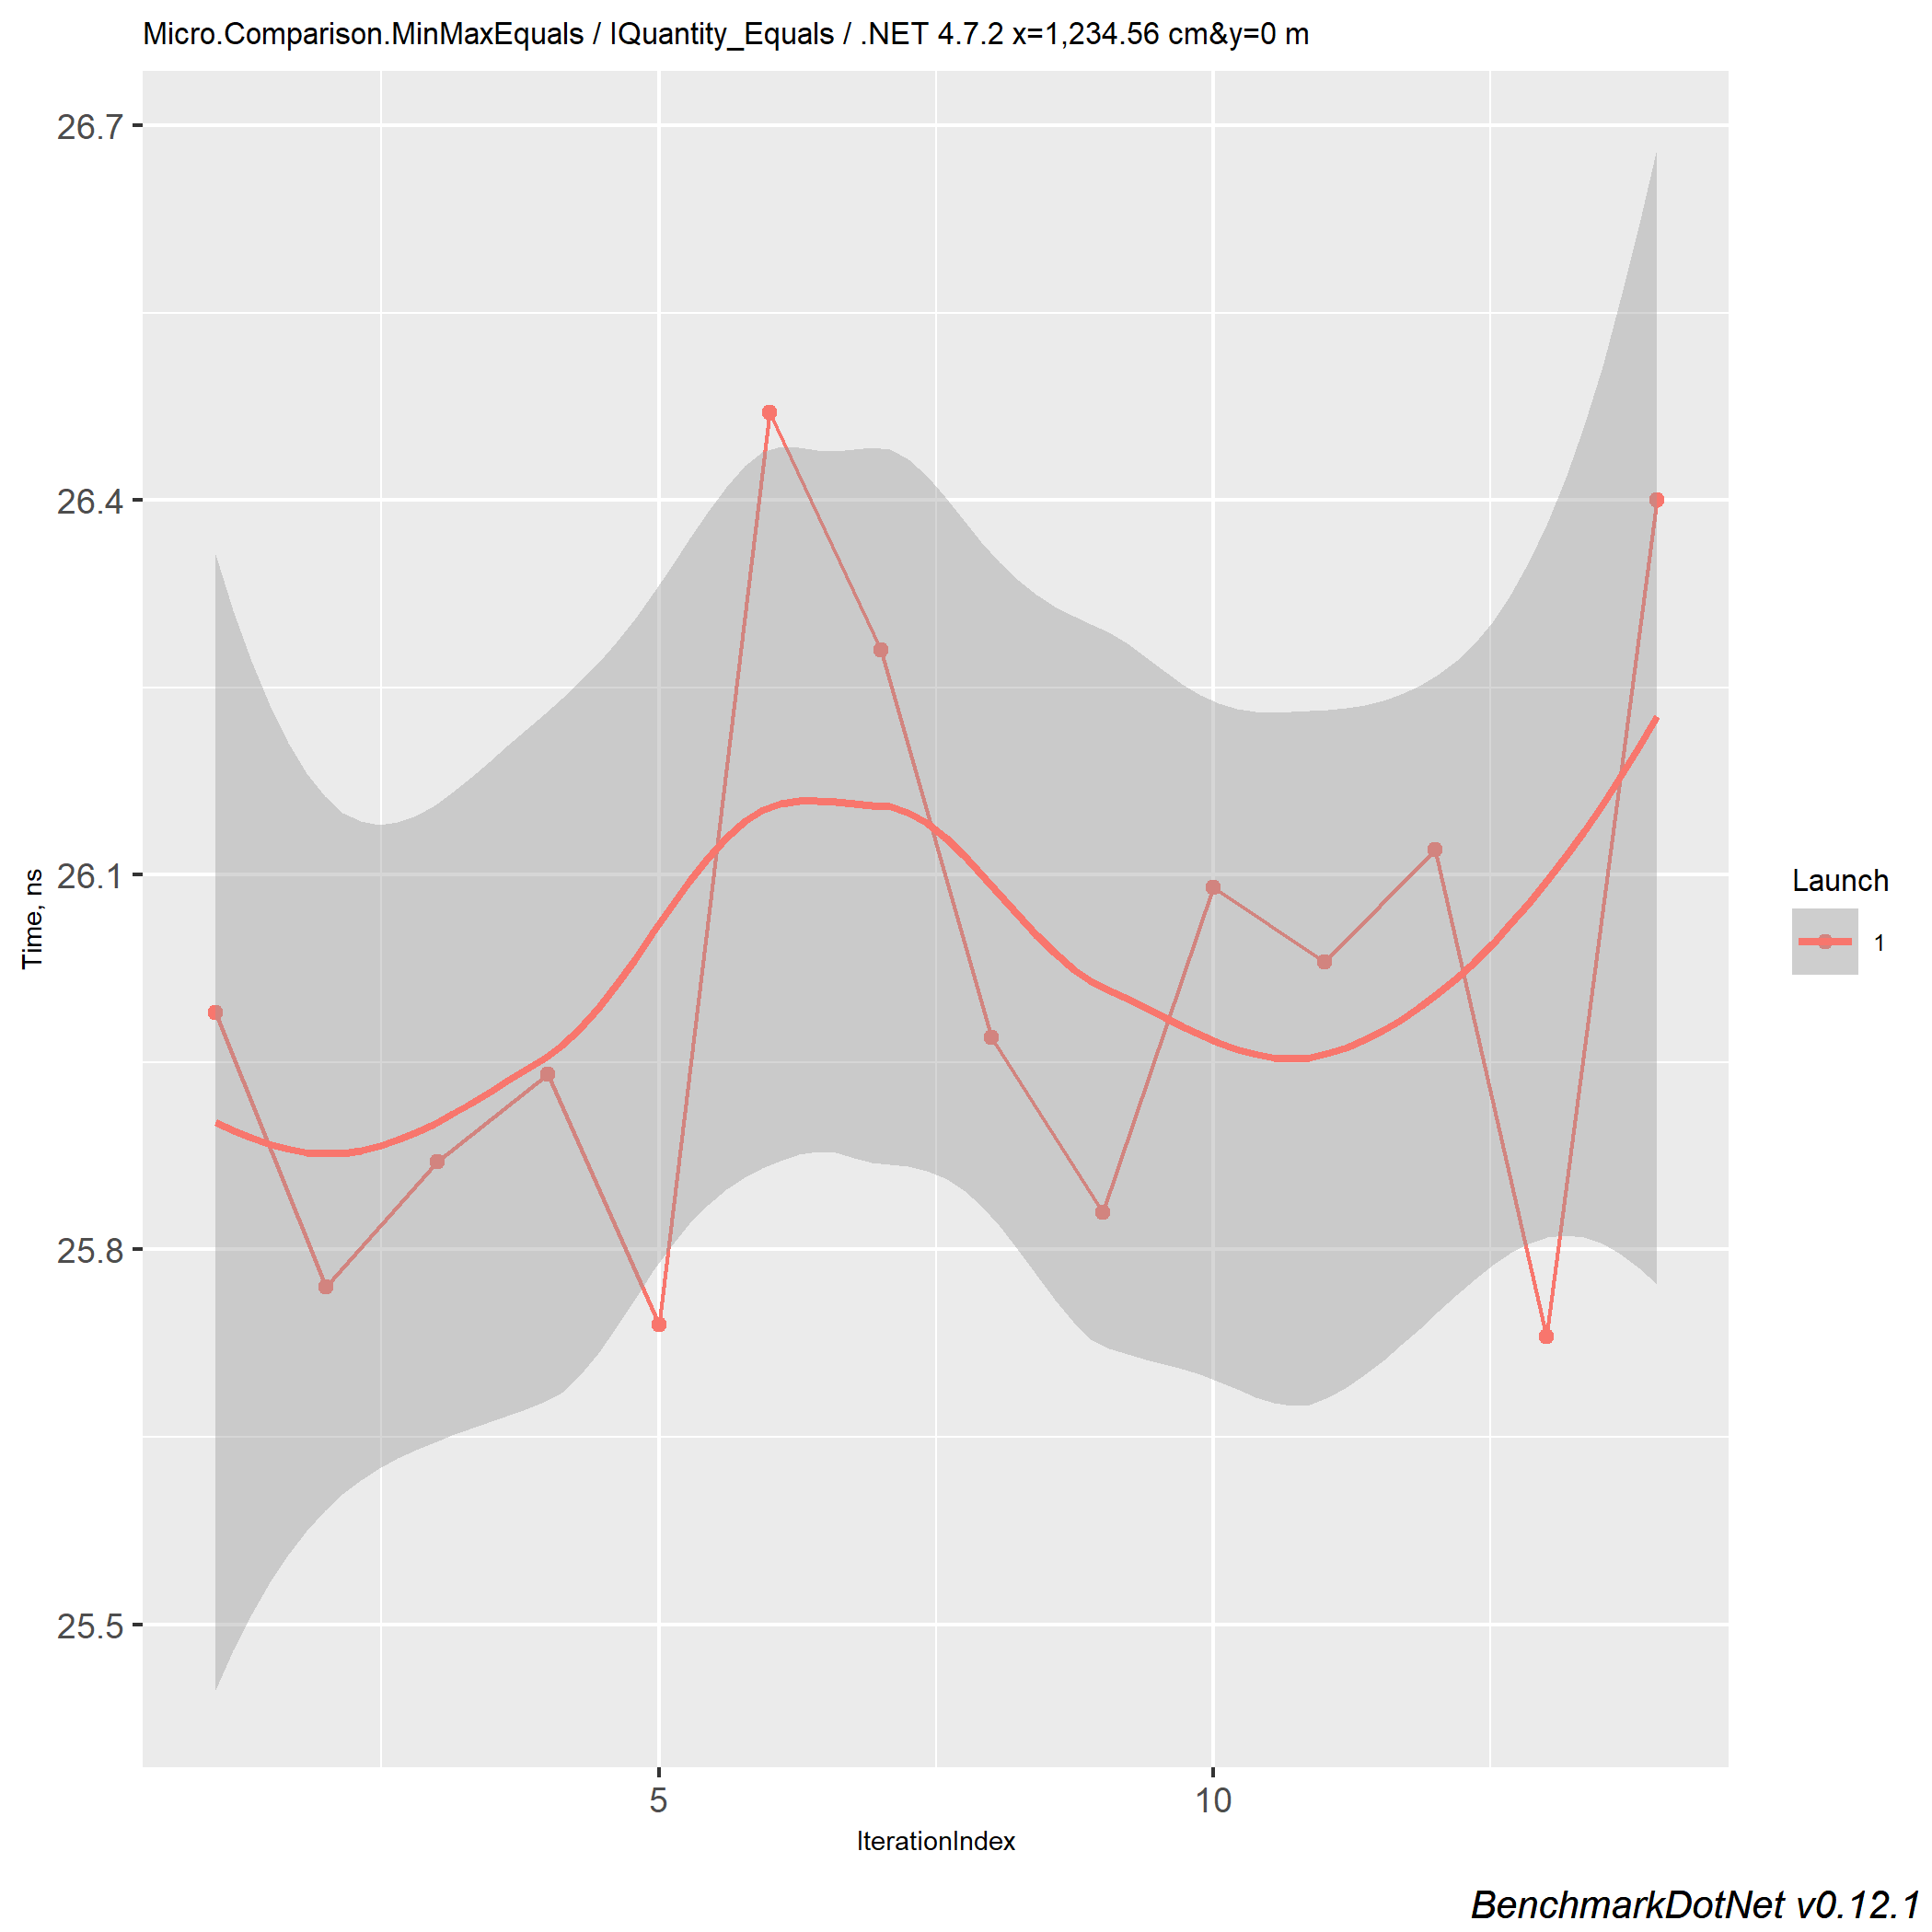 Micro.Comparison.MinMaxEquals / IQuantity_Equals / .NET 4.7.2 x=1,234.56 cm&y=0 m
26.7
26.4
26.1
25.8
25.5
Time, ns
5
10
IterationIndex
Launch
1
BenchmarkDotNet v0.12.1